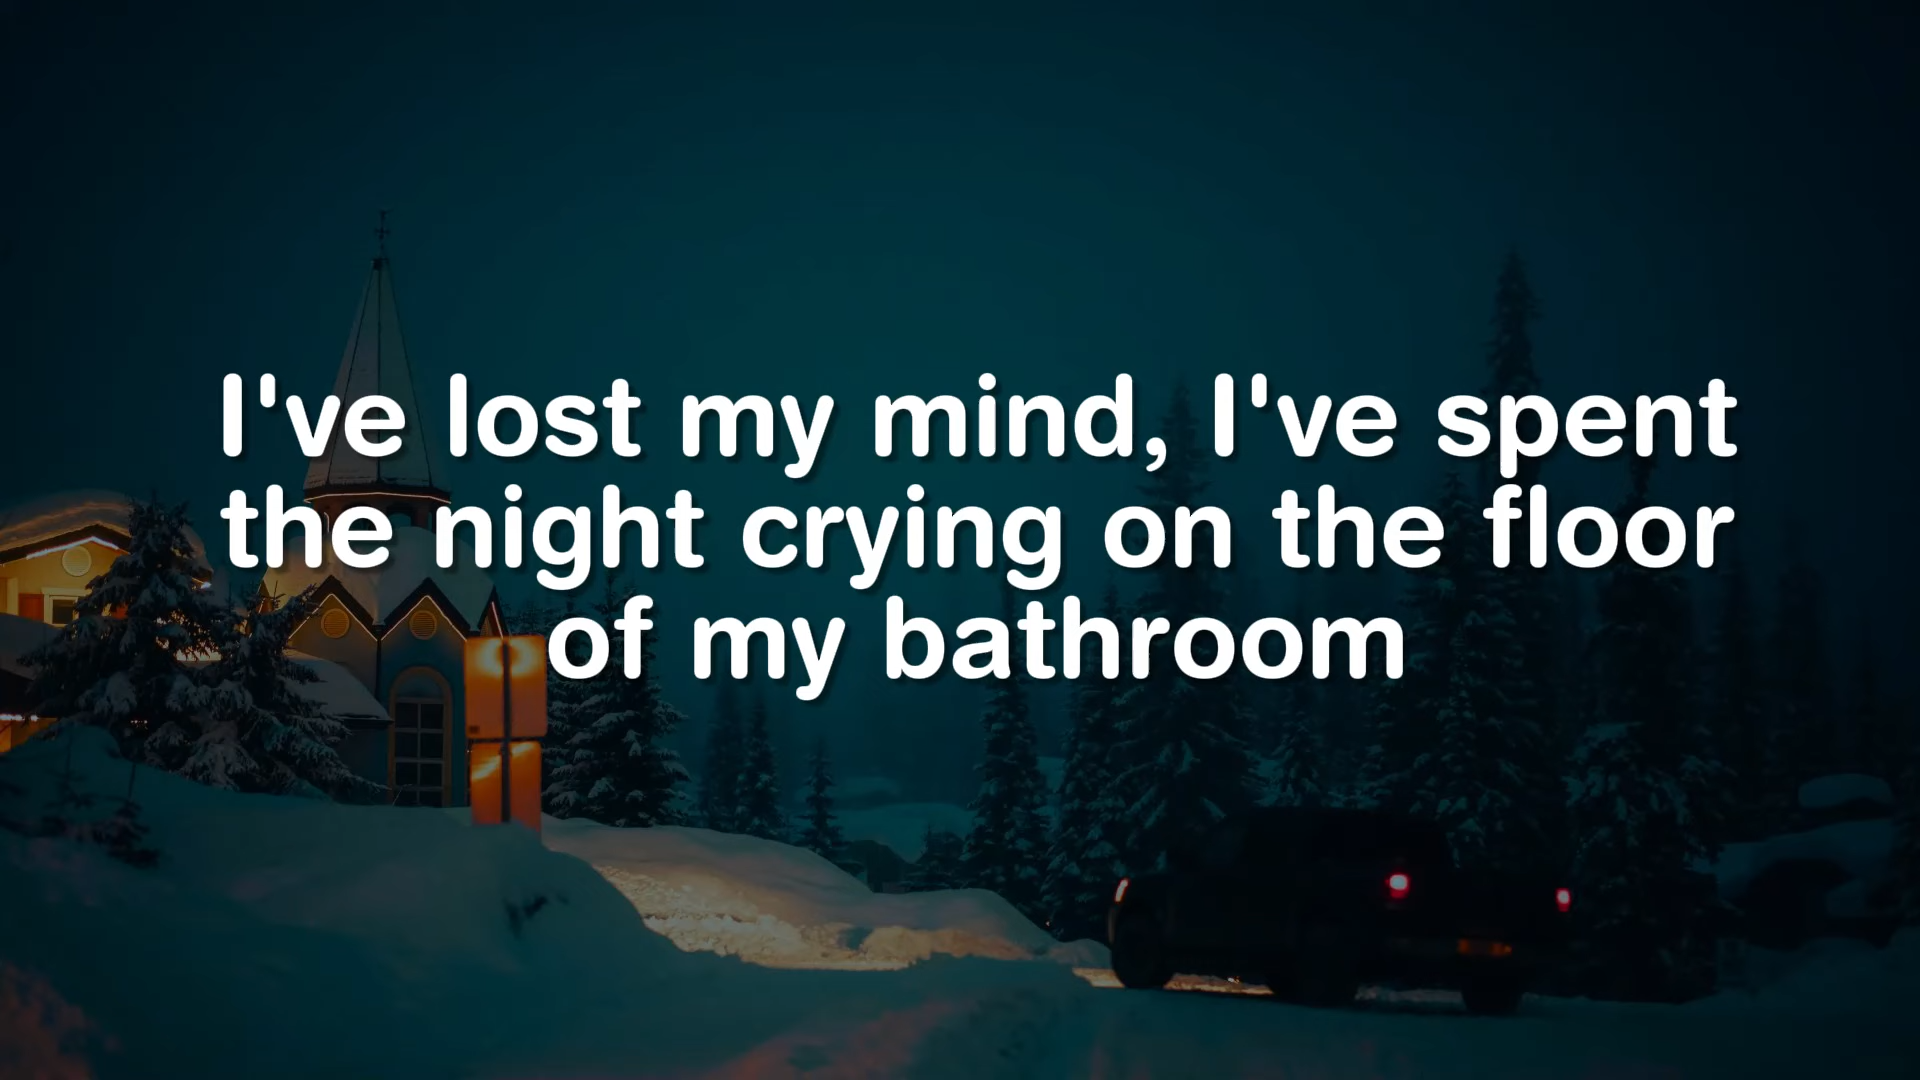 I've lost my mind, I've spent
the night crying on the floor
of my bathroom